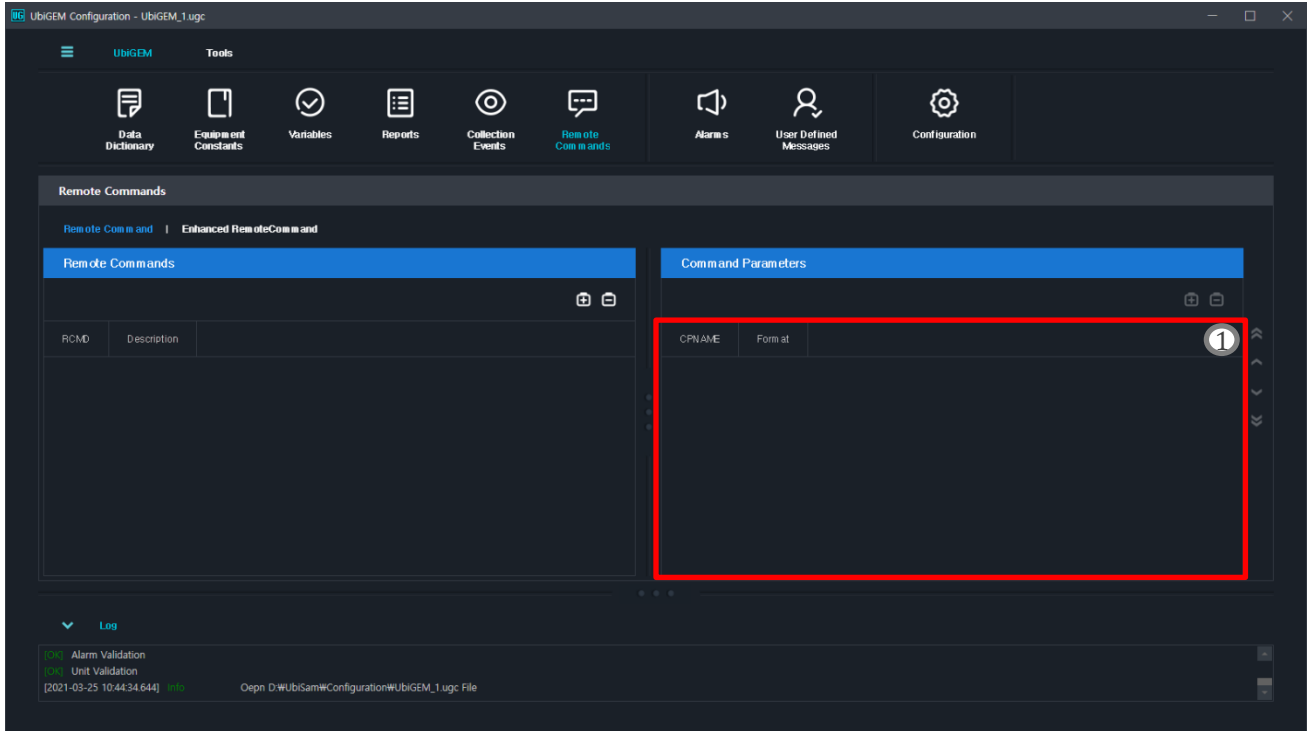 UG UbiGEM Configuration - UbiGEM_1.ugc
UbiGEM Tools
Data Dictionary
Equipment Constants
Variables
Reports
Collection Events
Remote Commands
Alarms
User Defined Messages
Configuration
Remote Commands
Remote Command | Enhanced RemoteCommand
Remote Commands
Command Parameters
RCMD Description
CPNAME Format
1
Log
[OK] Alarm Validation
[OK] Unit Validation
[2021-03-25 10:44:34.644] Info Oepn D:₩UbiSam₩Configuration₩UbiGEM_1.ugc File